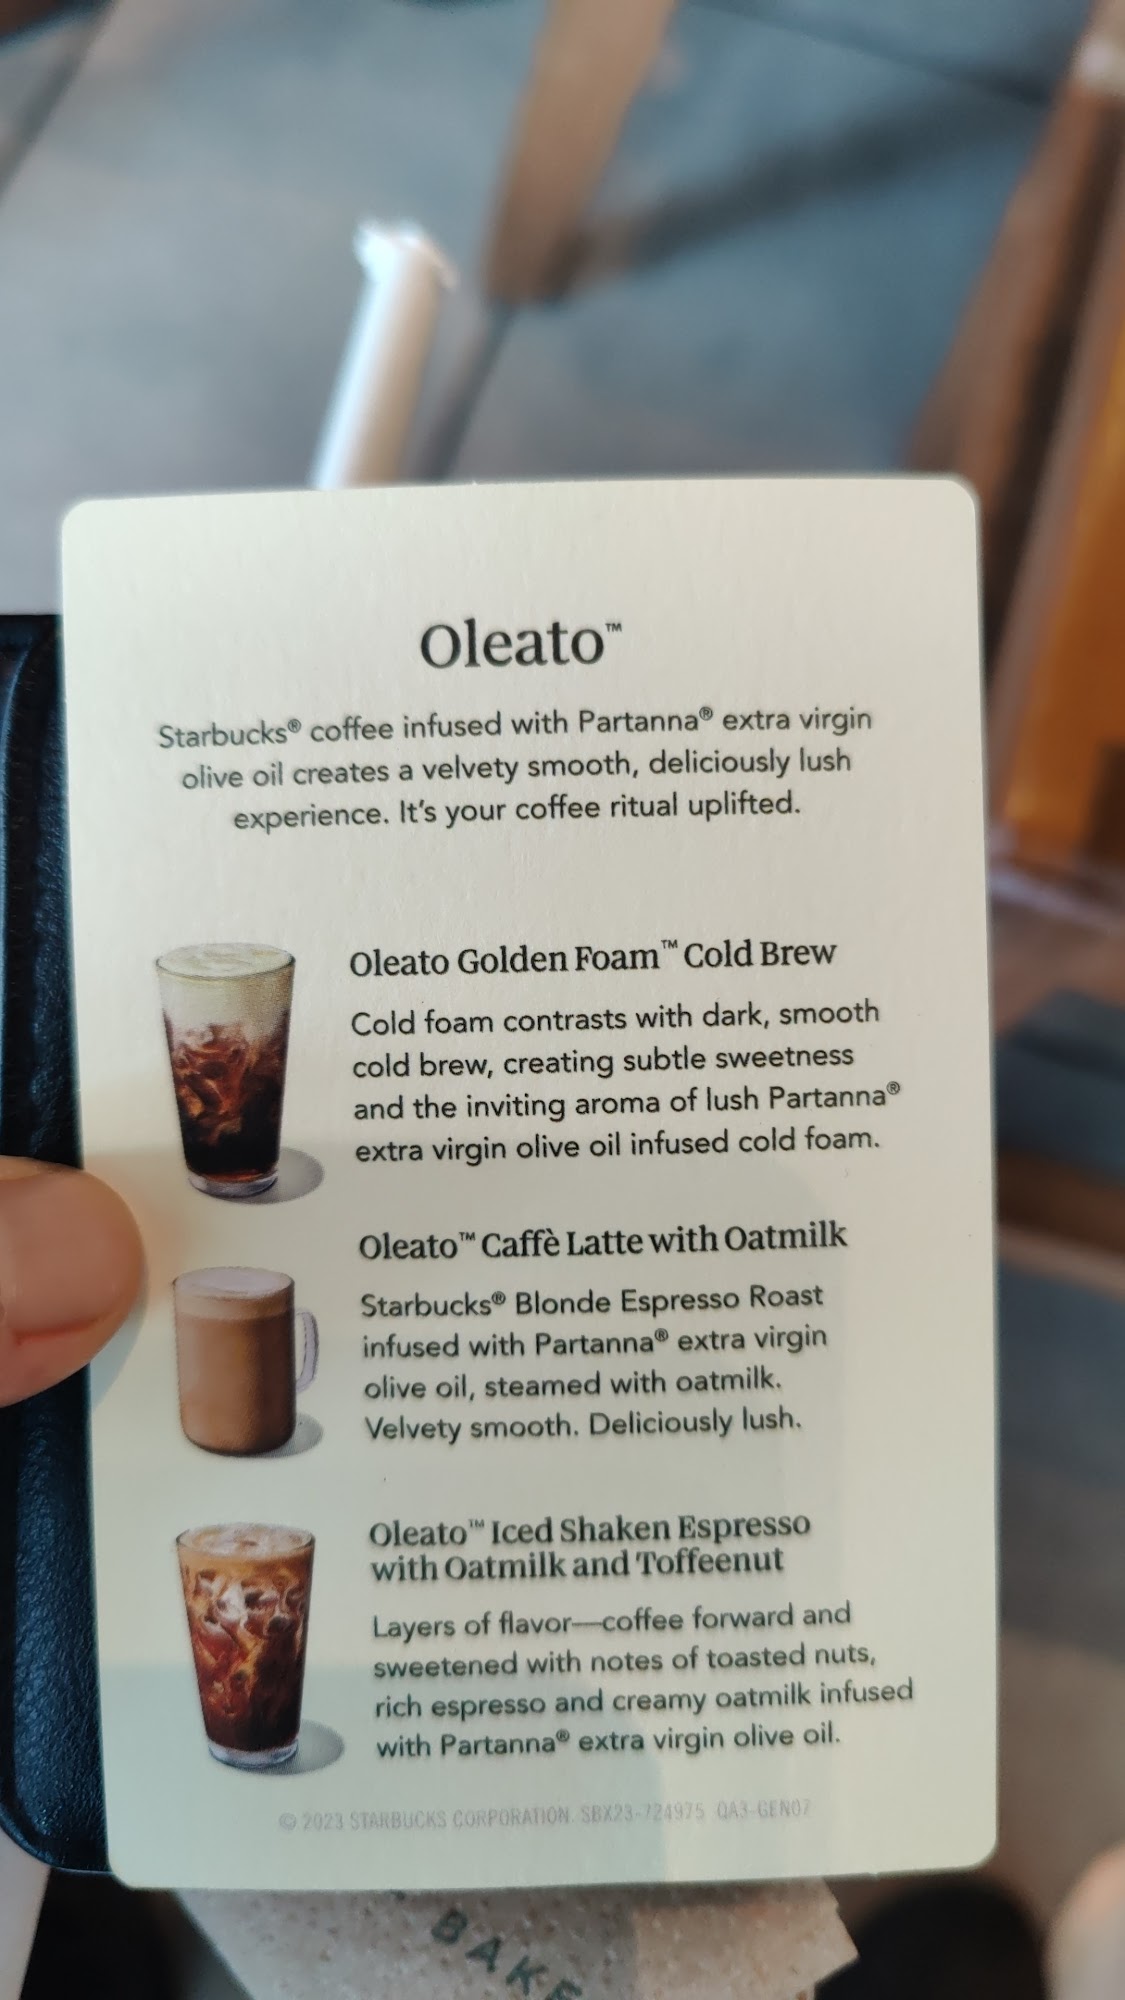 Oleato™
Starbucks® coffee infused with Partanna® extra virgin
olive oil creates a velvety smooth, deliciously lush
experience. It's your coffee ritual uplifted.
Oleato Golden Foam™ Cold Brew
Cold foam contrasts with dark, smooth
cold brew, creating subtle sweetness
and the inviting aroma of lush Partanna®
extra virgin olive oil infused cold foam.
Oleato™ Caffè Latte with Oatmilk
Starbucks® Blonde Espresso Roast
infused with Partanna® extra virgin
olive oil, steamed with oatmilk.
Velvety smooth. Deliciously lush.
Oleato™ Iced Shaken Espresso
with Oatmilk and Toffeenut
Layers of flavor—coffee forward and
sweetened with notes of toasted nuts,
rich espresso and creamy oatmilk infused
with Partanna® extra virgin olive oil.
© 2023 STARBUCKS CORPORATION. SBX23-724975 QA3-GEN07
BAKE